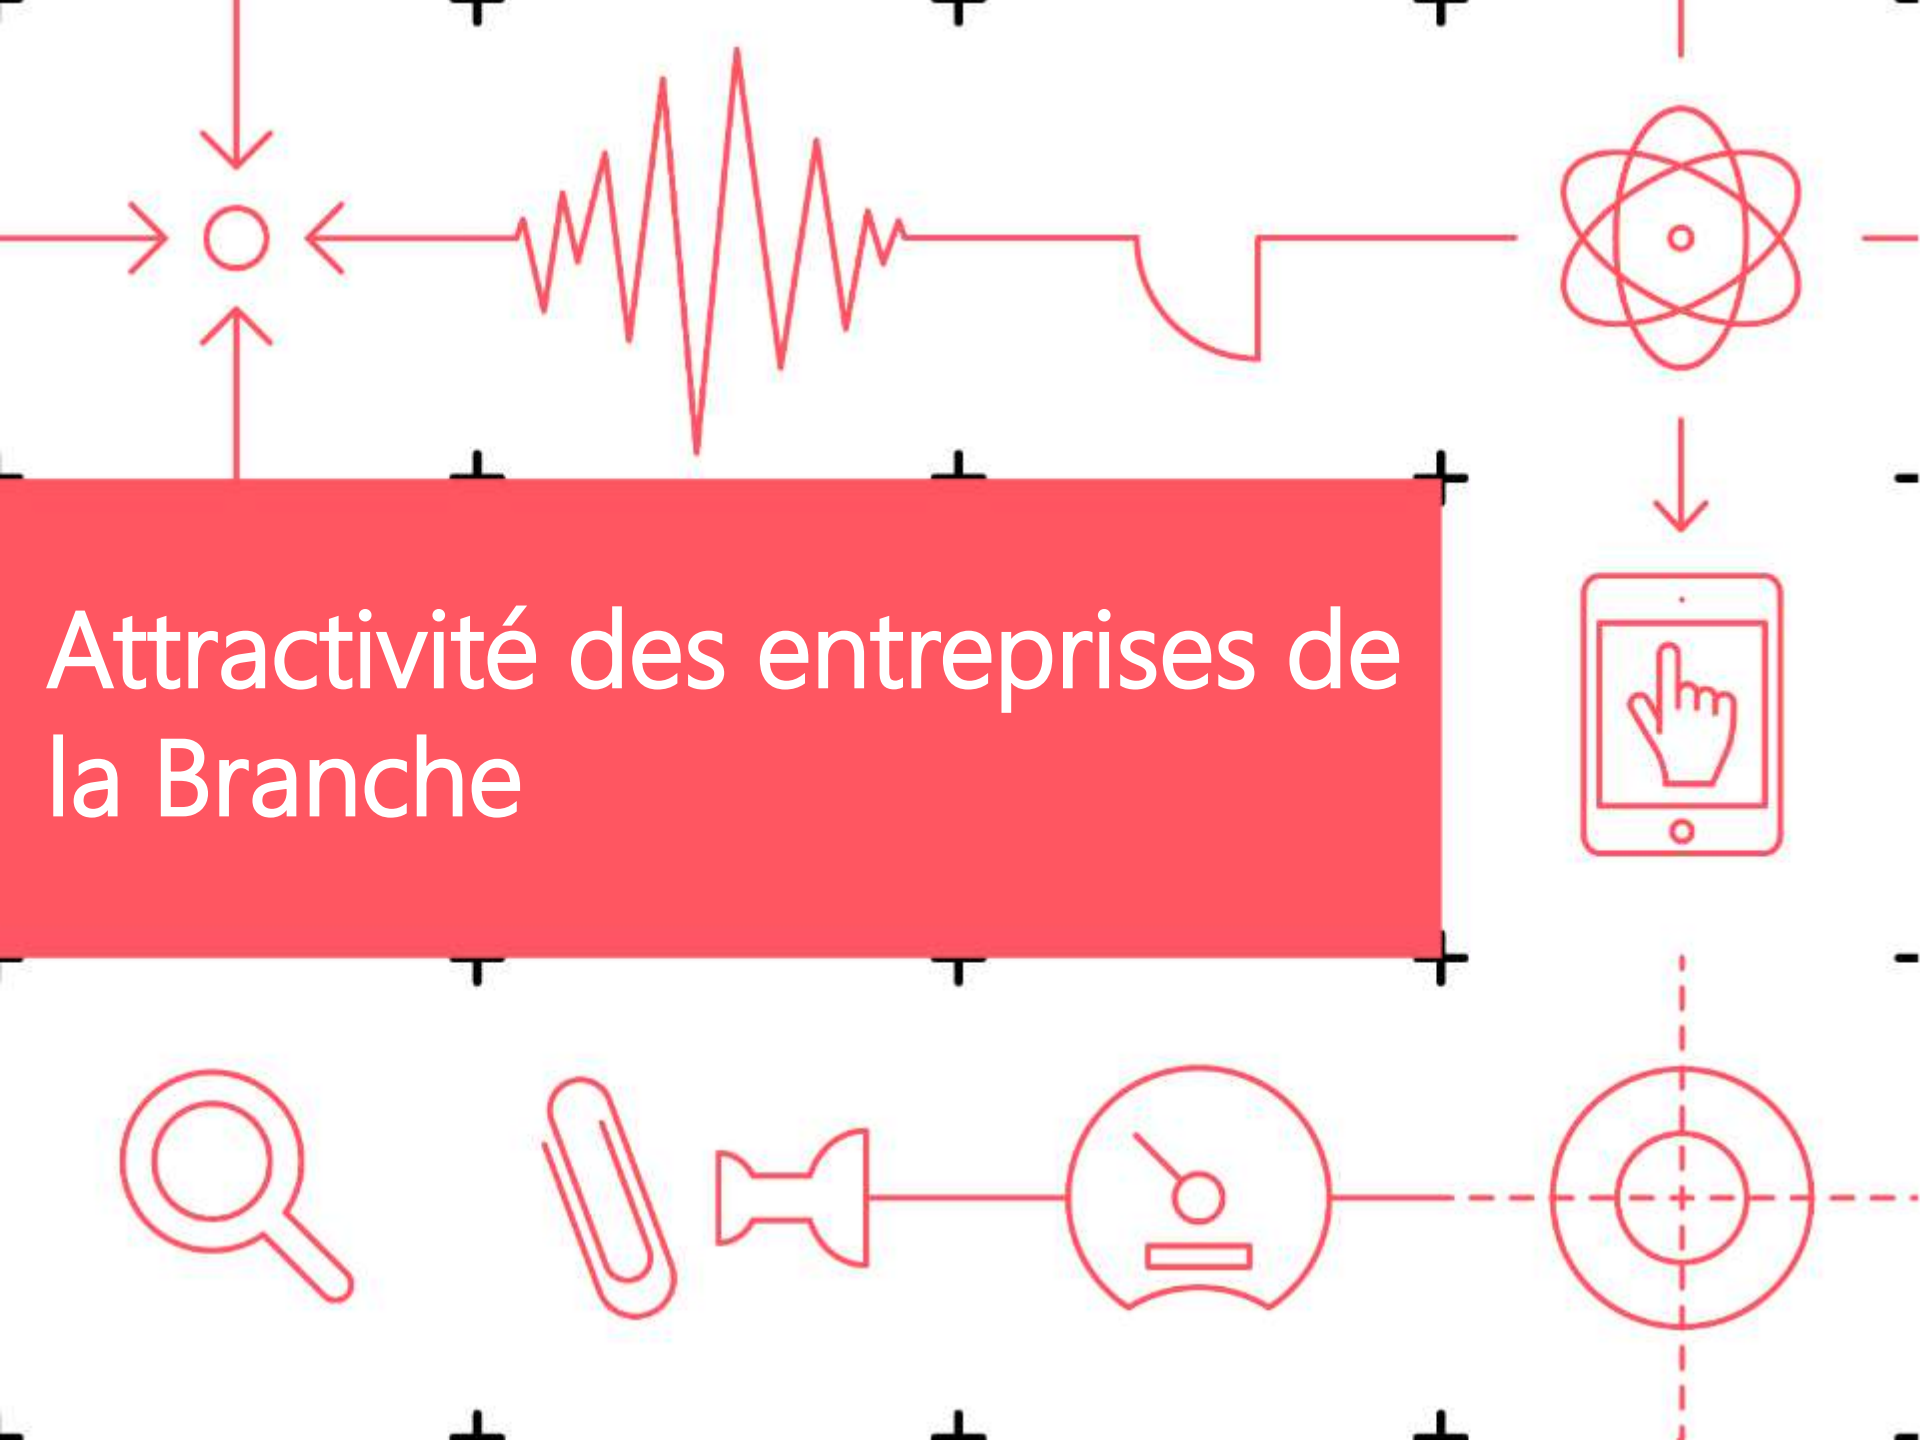 Attractivité des entreprises de
la Branche